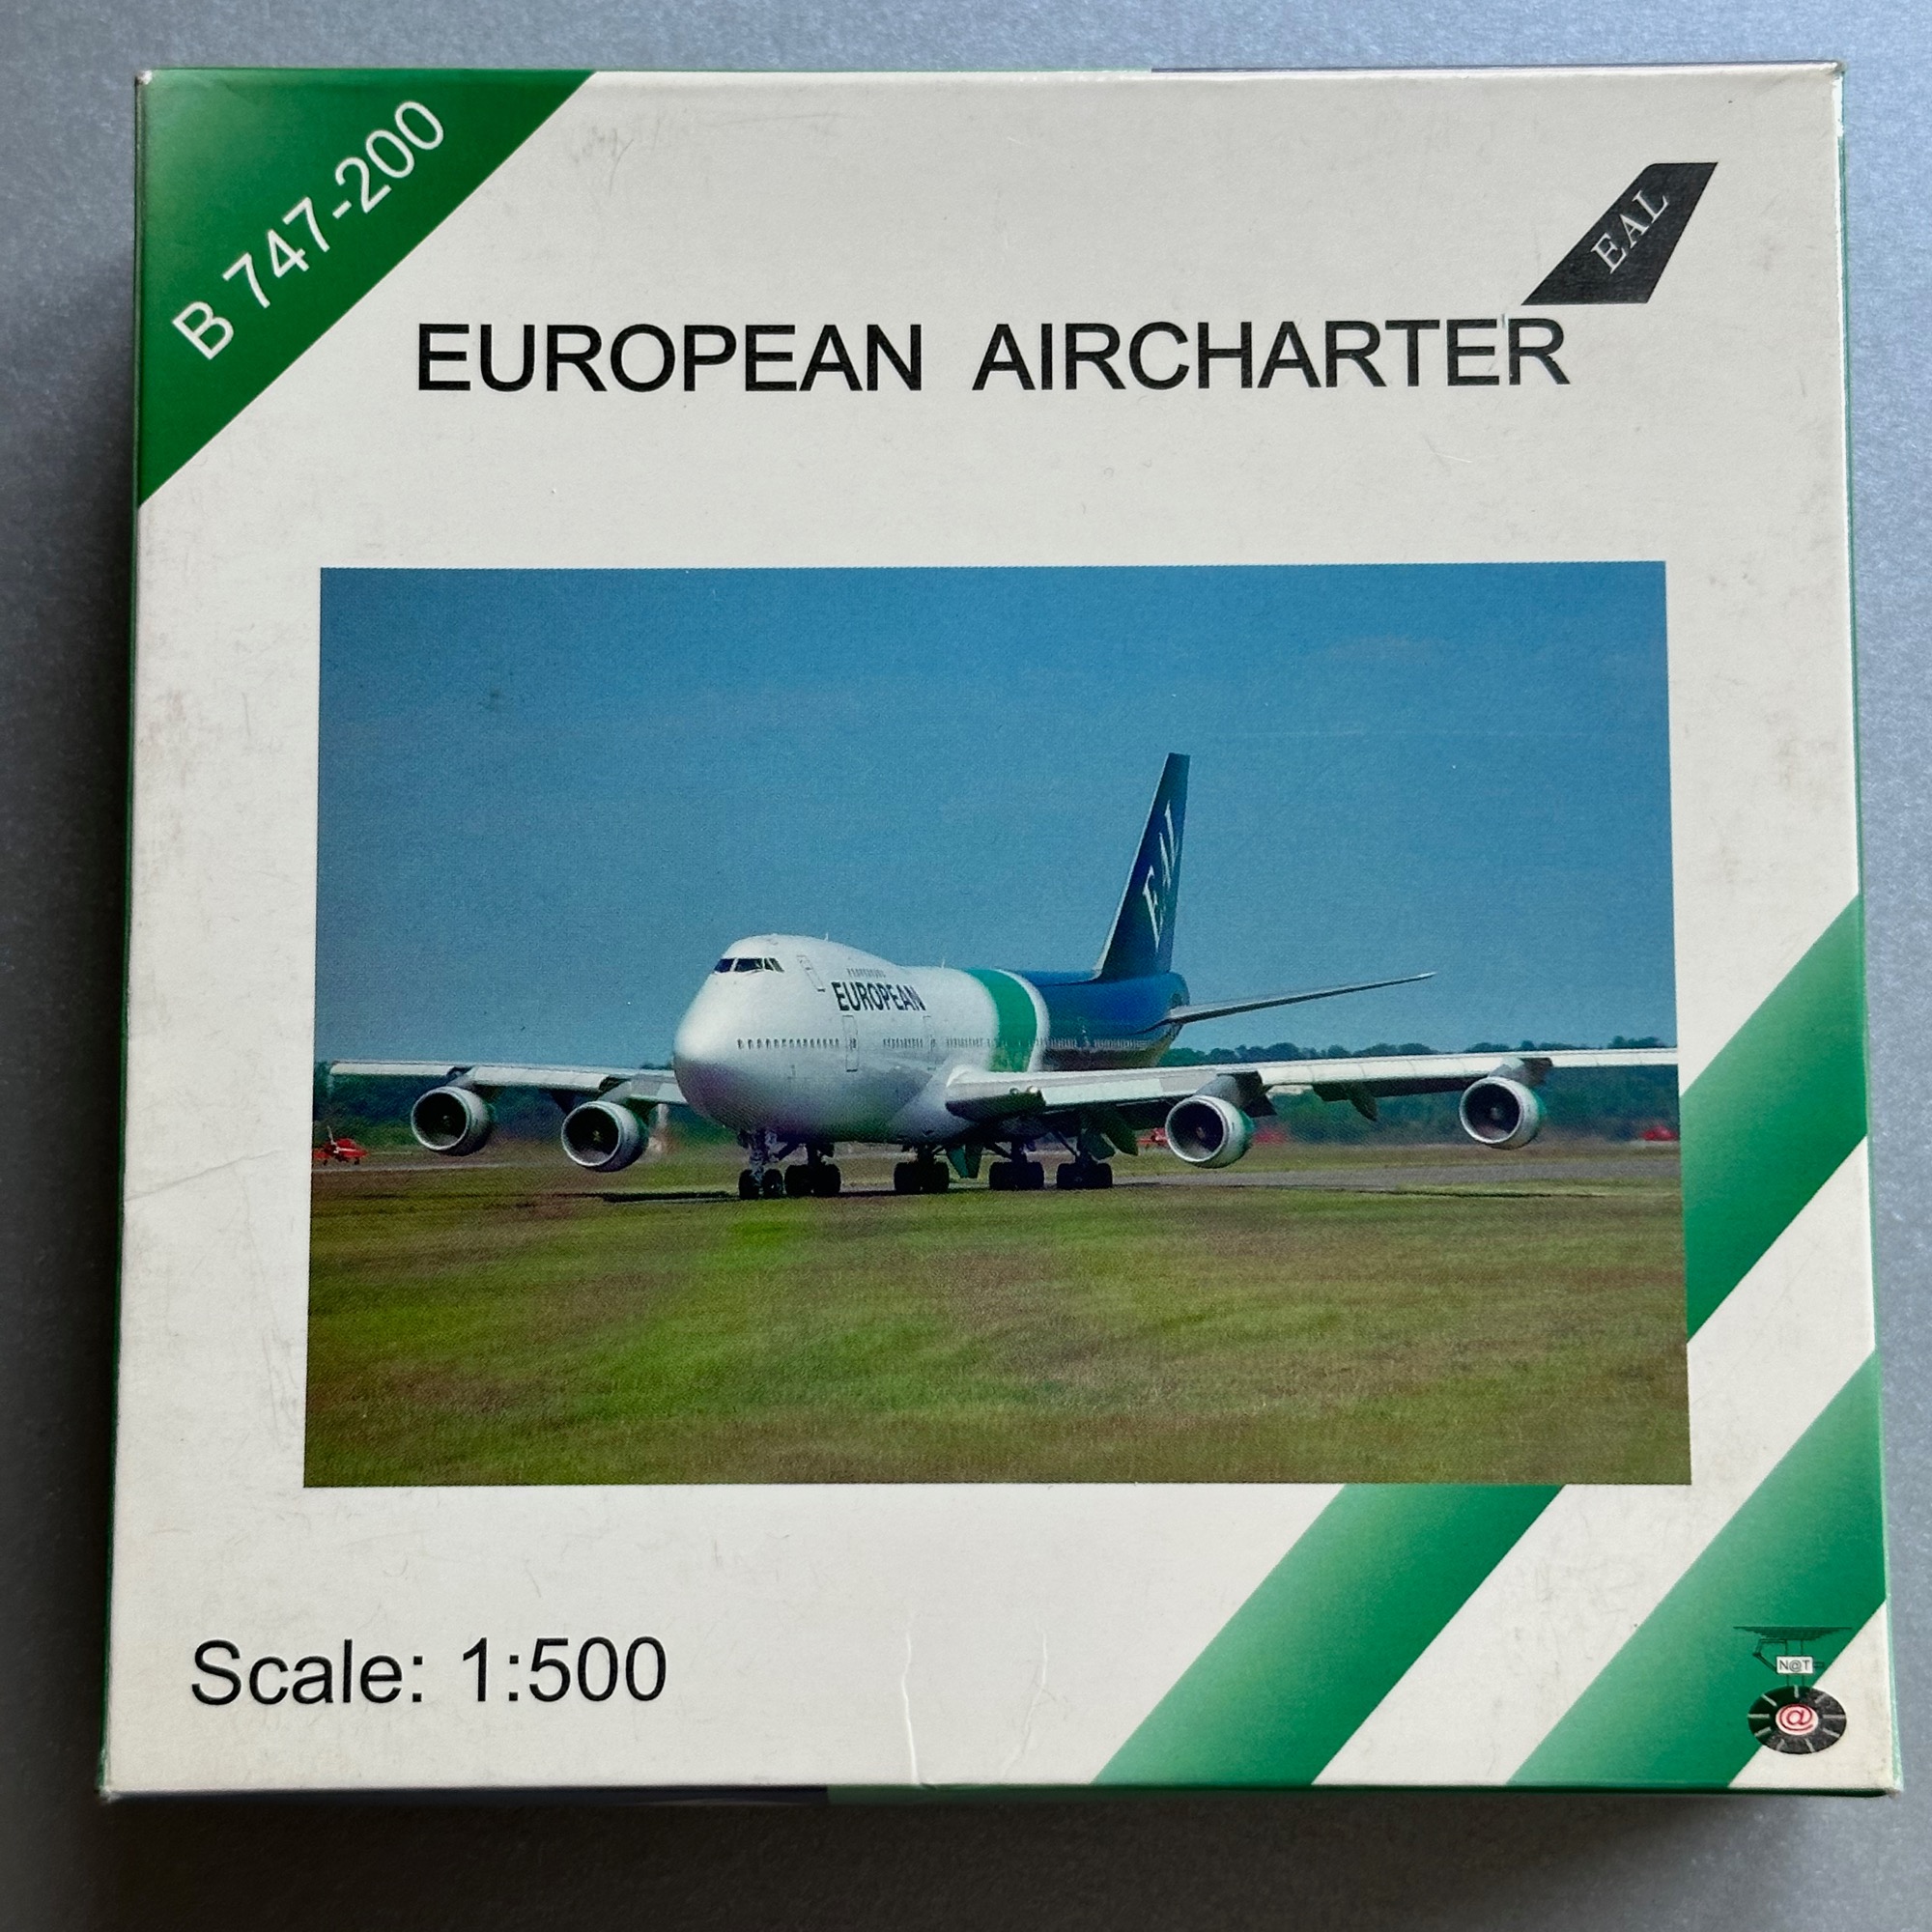 B 747-200
EAL
EUROPEAN AIRCHARTER
EAL
EUROPEAN
Scale: 1:500
N@T
@